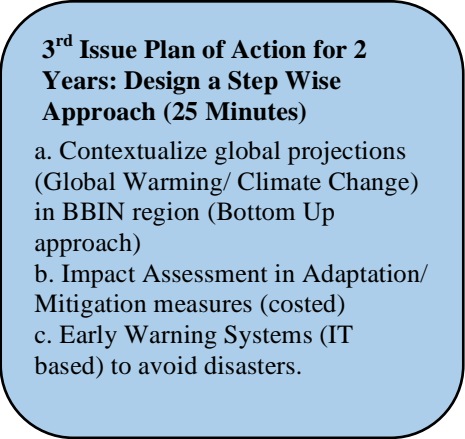 3rd Issue Plan of Action for 2
Years: Design a Step Wise
Approach (25 Minutes)
a. Contextualize global projections
(Global Warming/ Climate Change)
in BBIN region (Bottom Up
approach)
b. Impact Assessment in Adaptation/
Mitigation measures (costed)
c. Early Warning Systems (IT
based) to avoid disasters.